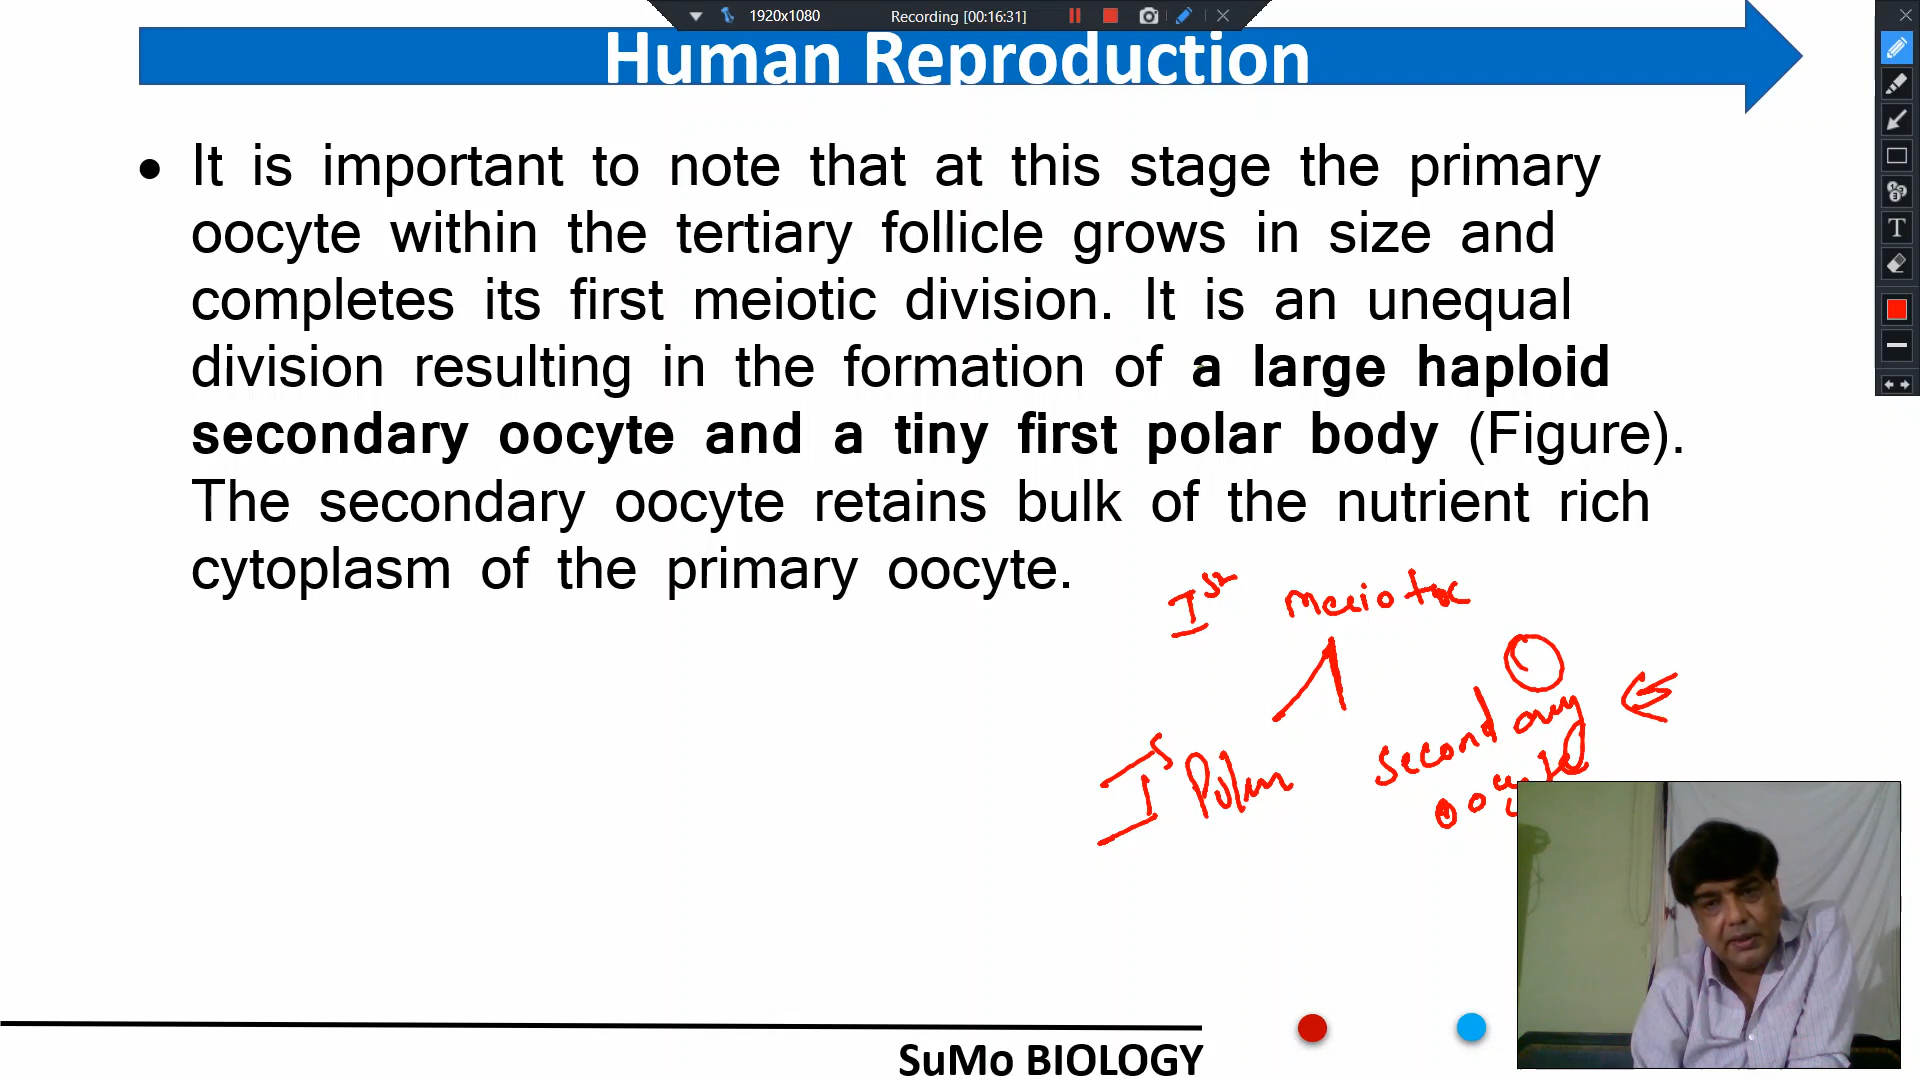 1920x1080 Recording [00:16:31]
Human Reproduction
• It is important to note that at this stage the primary
oocyte within the tertiary follicle grows in size and
completes its first meiotic division. It is an unequal
division resulting in the formation of a large haploid
secondary oocyte and a tiny first polar body (Figure).
The secondary oocyte retains bulk of the nutrient rich
cytoplasm of the primary oocyte.
Ist
Secondary
I Polar
SuMo BIOLOGY